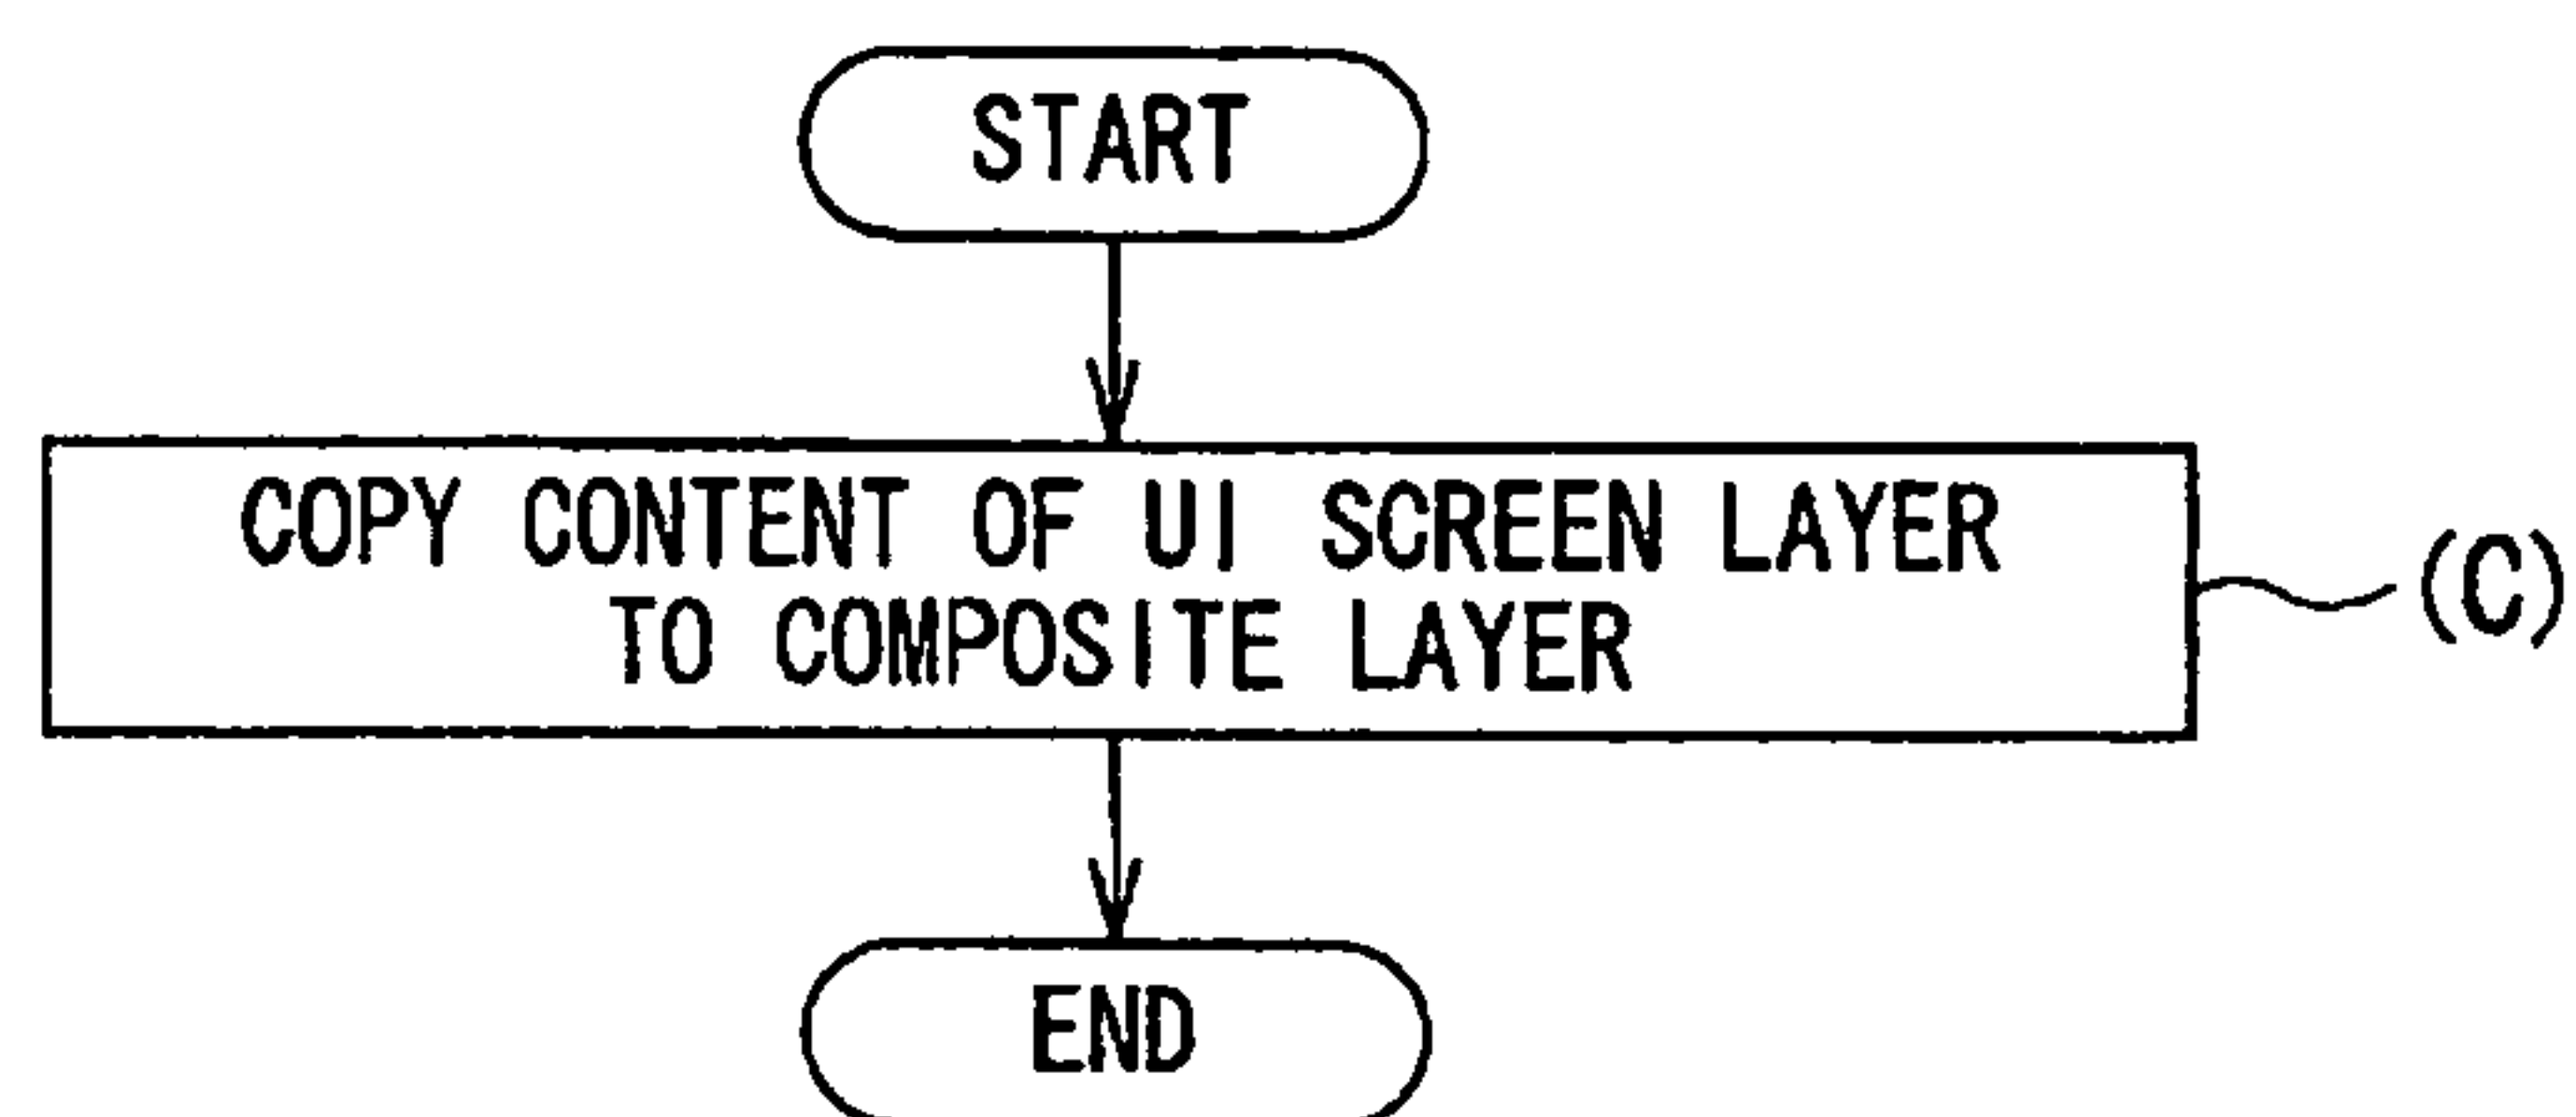 START
COPY CONTENT OF UI SCREEN LAYER
TO COMPOSITE LAYER
(C)
END